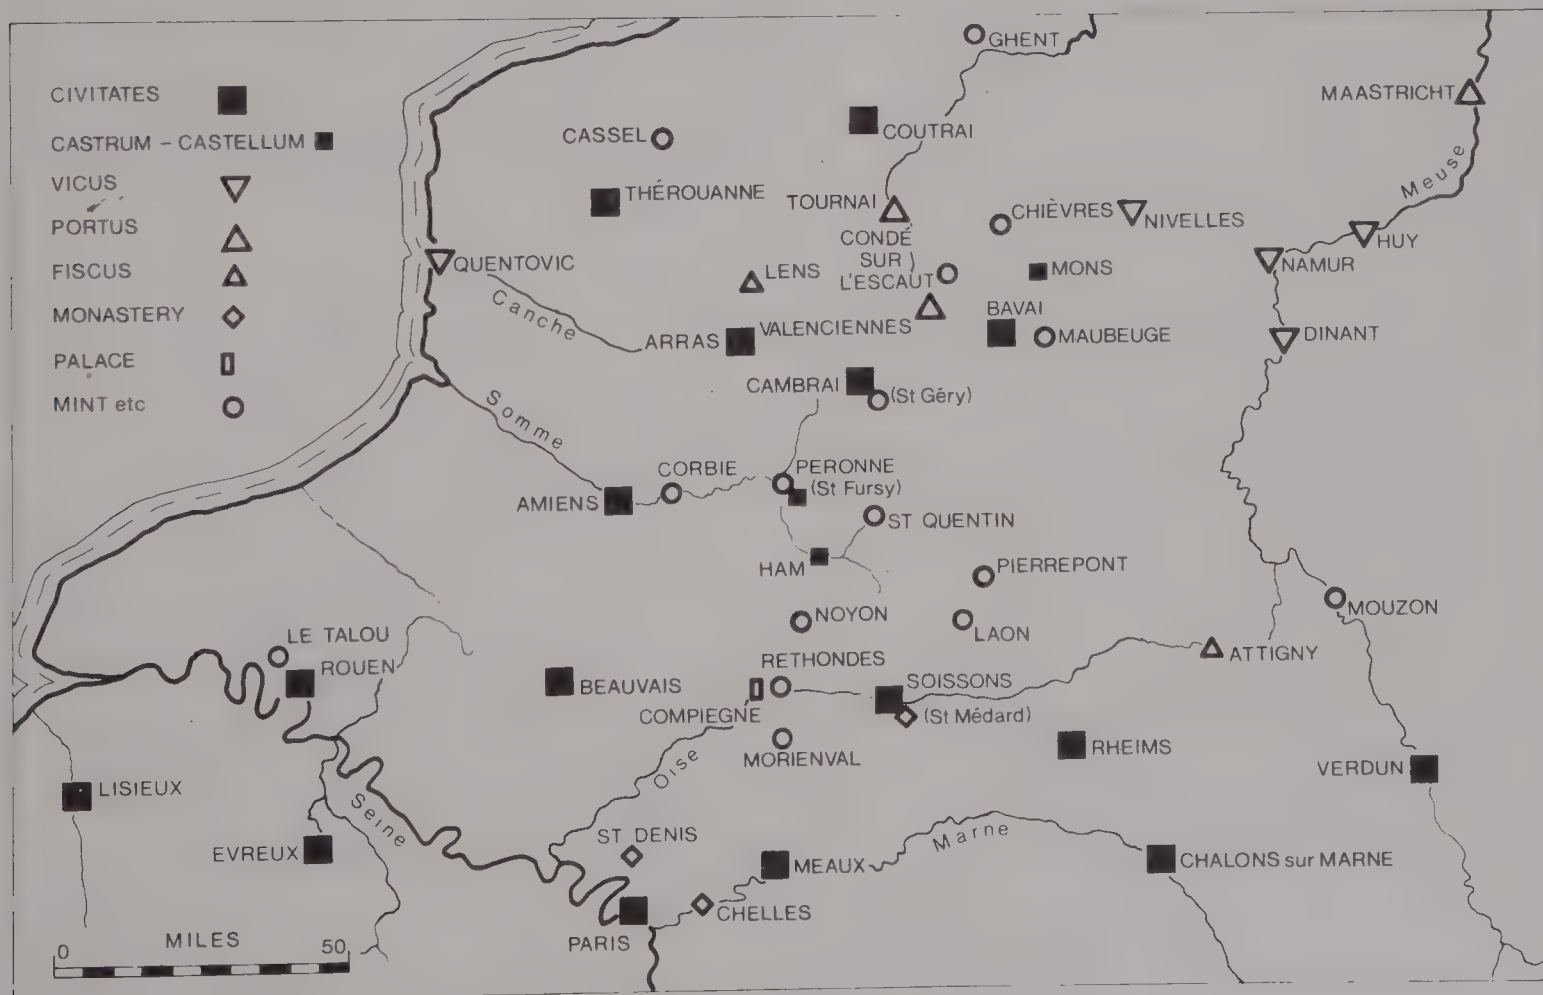 CIVITATES
CASTRUM – CASTELLUM
VICUS
PORTUS
FISCUS
MONASTERY
PALACE
MINT etc
GHENT
MAASTRICHT
CASSEL
COUTRAI
Meuse
THÉROUANNE
TOURNAI
CHIÈVRES
NIVELLES
CONDÉ
SUR
L'ESCAUT
HUY
QUENTOVIC
LENS
MONS
NAMUR
Canche
ARRAS
VALENCIENNES
BAVAI
MAUBEUGE
DINANT
CAMBRAI
(St Géry)
Somme
CORBIE
PERONNE
(St Fursy)
AMIENS
ST QUENTIN
HAM
PIERREPONT
NOYON
LAON
MOUZON
LE TALOU
ROUEN
BEAUVAIS
RETHONDES
SOISSONS
ATTIGNY
COMPIEGNE
(St Médard)
MORIENVAL
RHEIMS
VERDUN
Oise
LISIEUX
Seine
EVREUX
ST DENIS
MEAUX
Marne
CHALONS sur MARNE
CHELLES
PARIS
0 MILES 50